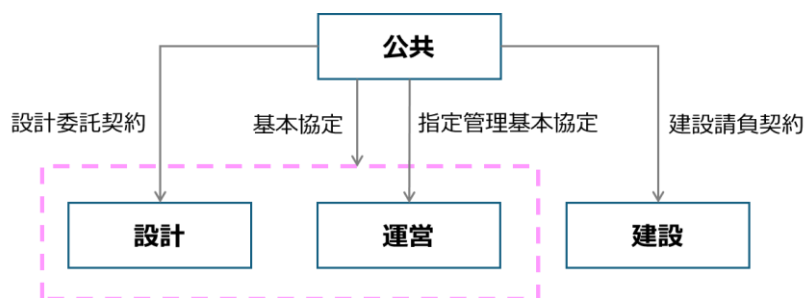 公共
設計委託契約
基本協定
指定管理基本協定
建設請負契約
設計
運営
建設